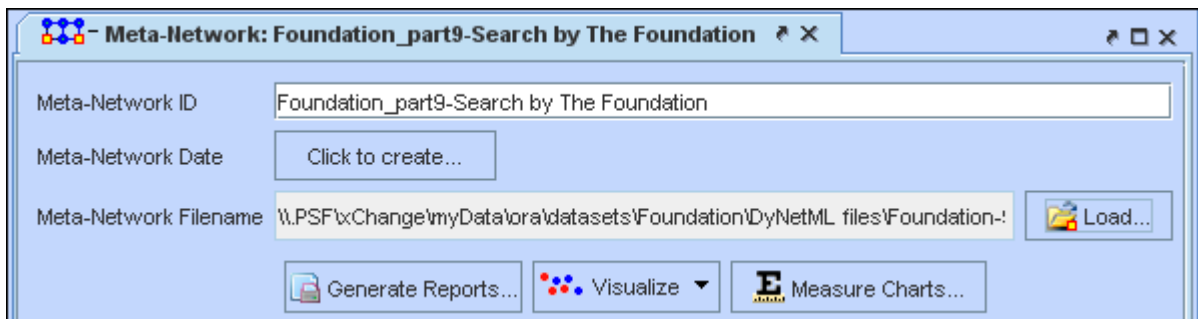 Meta-Network: Foundation_part9-Search by The Foundation
Meta-Network ID Foundation_part9-Search by The Foundation
Meta-Network Date Click to create...
Meta-Network Filename \\.PSF\xChange\myData\ora\datasets\Foundation\DyNetML files\Foundation- Load...
Generate Reports... Visualize Measure Charts...